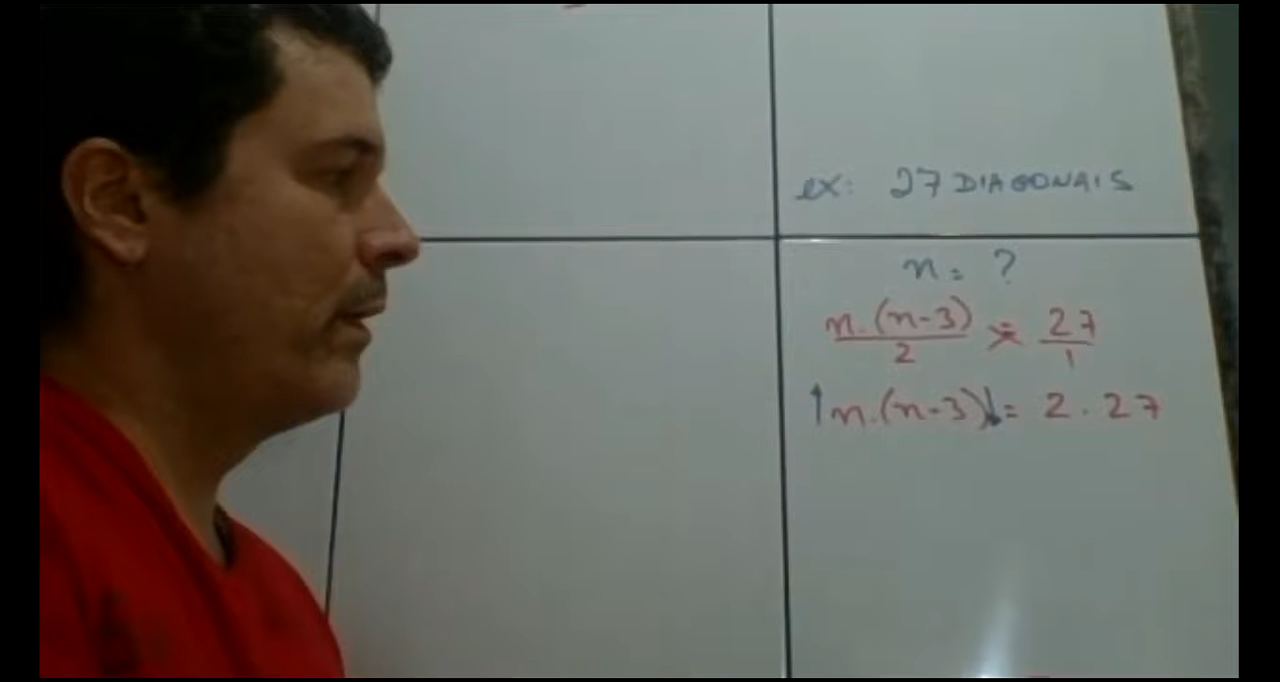 ex: 27 DIAGONAIS
n = ?
n.(n-3)/2 = 27/1
n.(n-3) = 2.27